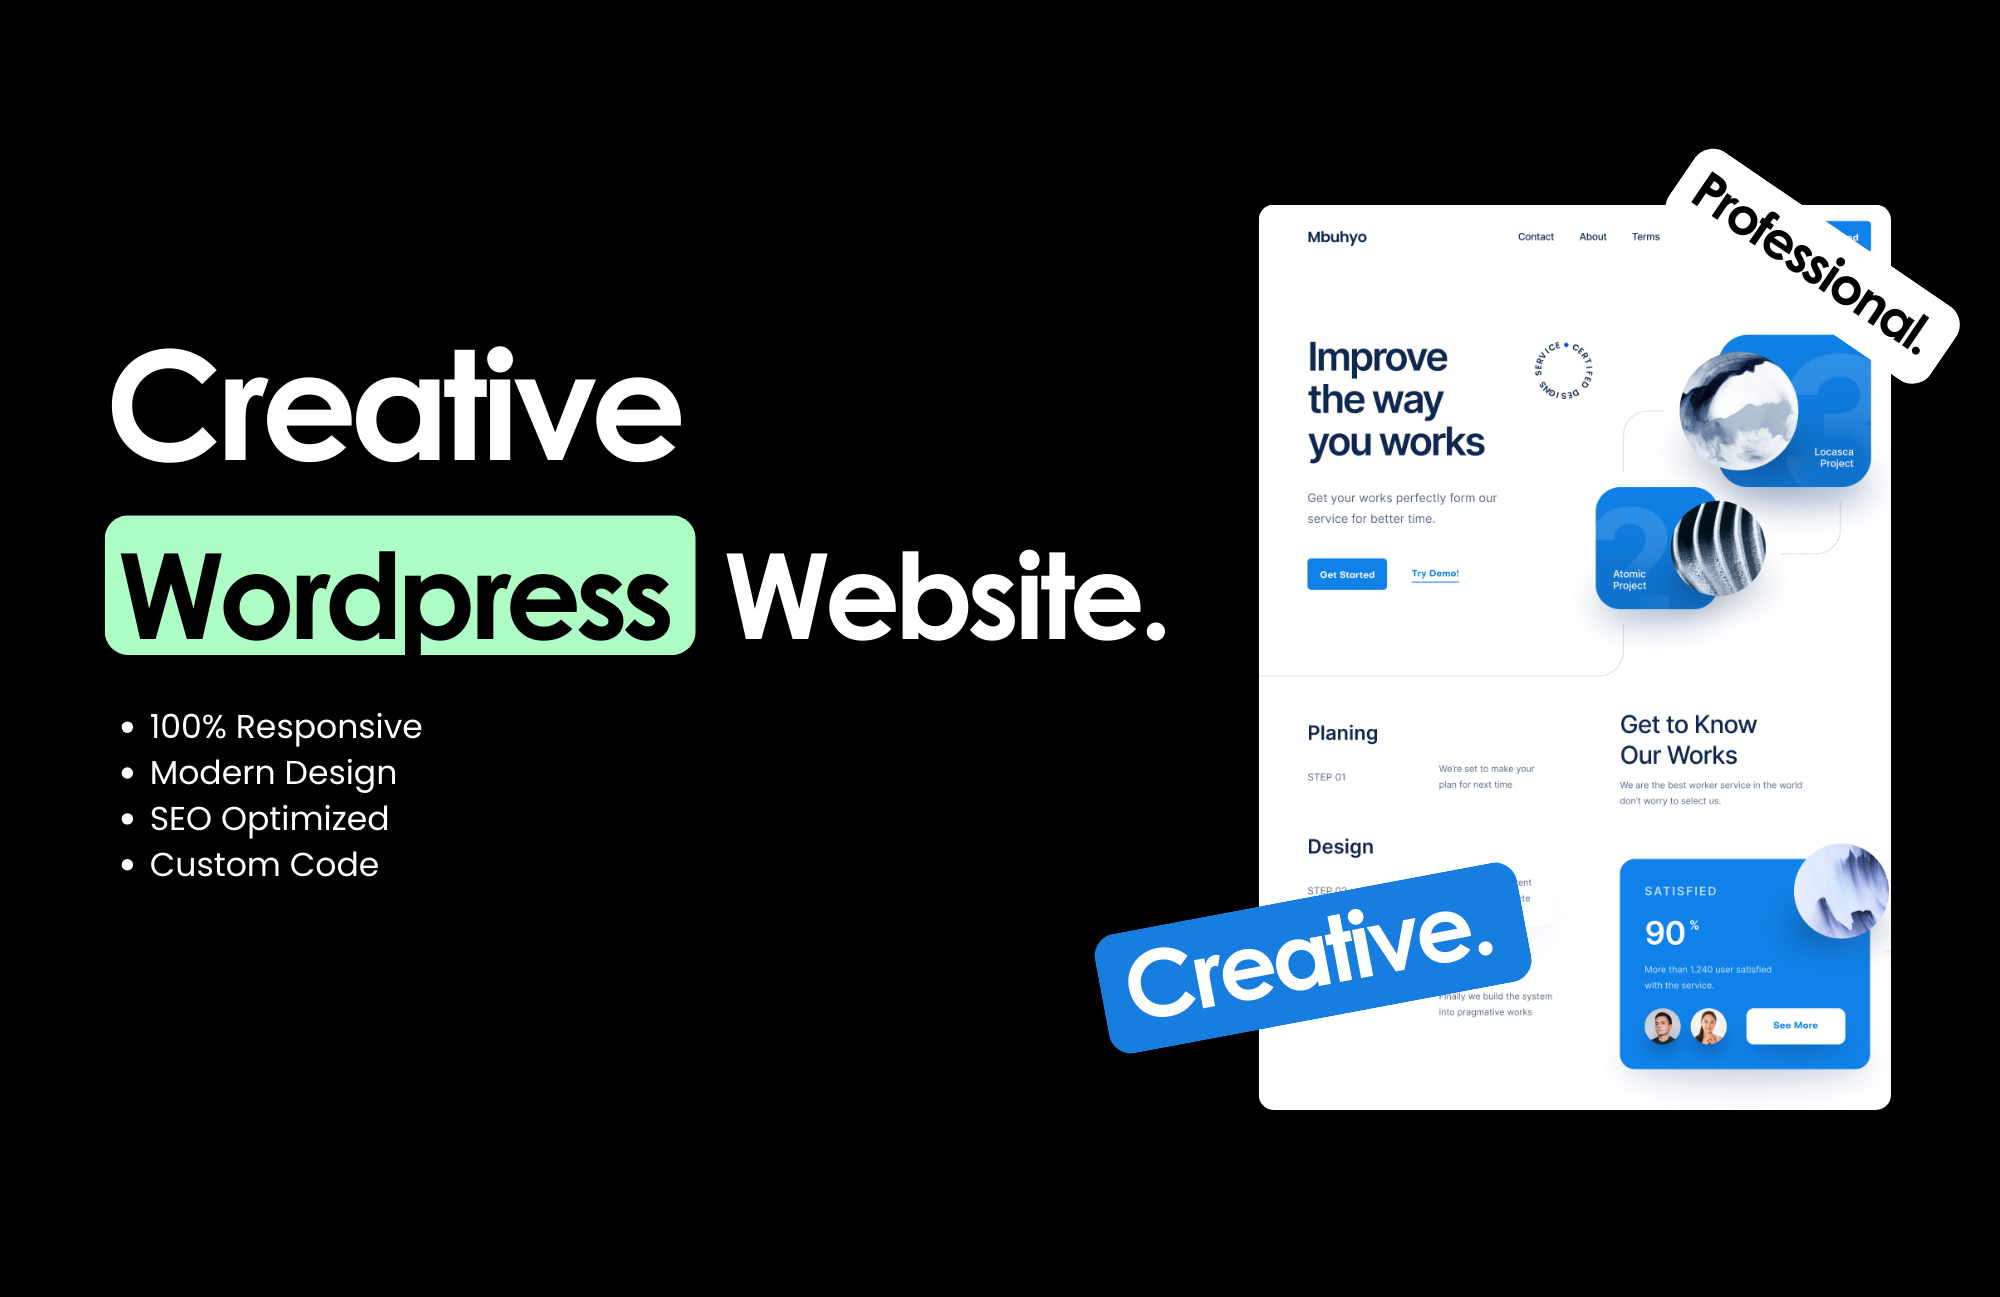 Creative
Wordpress Website.
100% Responsive
Modern Design
SEO Optimized
Custom Code
Professional.
Mbuhyo
Contact About Terms
Improve
the way
you works
SERVICE • CERTIFIED DESIGNS
Get your works perfectly form our
service for better time.
Get Started Try Demo!
3
Locasca
Project
2
Atomic
Project
Planing
STEP 01
We're set to make your
plan for next time
Design
STEP 02
Creative.
Finally we build the system
into pragmative works
Get to Know
Our Works
We are the best worker service in the world
don't worry to select us.
SATISFIED
90%
More than 1.240 user satisfied
with the service.
See More